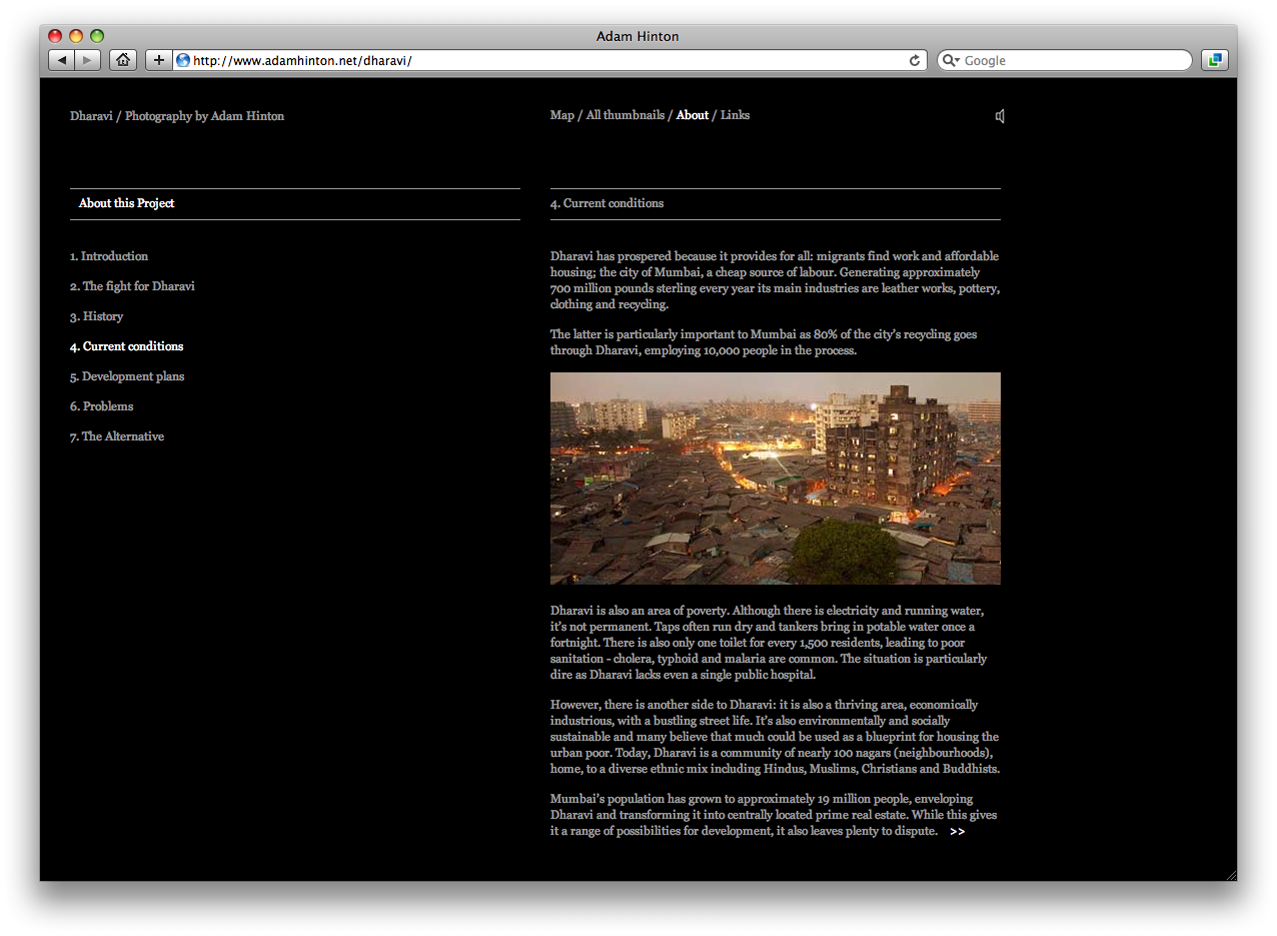 Adam Hinton
http://www.adamhinton.net/dharavi/
Google
Dharavi / Photography by Adam Hinton
Map / All thumbnails / About / Links
About this Project
1. Introduction
2. The fight for Dharavi
3. History
4. Current conditions
5. Development plans
6. Problems
7. The Alternative
4. Current conditions
Dharavi has prospered because it provides for all: migrants find work and affordable
housing; the city of Mumbai, a cheap source of labour. Generating approximately
700 million pounds sterling every year its main industries are leather works, pottery,
clothing and recycling.
The latter is particularly important to Mumbai as 80% of the city's recycling goes
through Dharavi, employing 10,000 people in the process.
Dharavi is also an area of poverty. Although there is electricity and running water,
it's not permanent. Taps often run dry and tankers bring in potable water once a
fortnight. There is also only one toilet for every 1,500 residents, leading to poor
sanitation - cholera, typhoid and malaria are common. The situation is particularly
dire as Dharavi lacks even a single public hospital.
However, there is another side to Dharavi: it is also a thriving area, economically
industrious, with a bustling street life. It's also environmentally and socially
sustainable and many believe that much could be used as a blueprint for housing the
urban poor. Today, Dharavi is a community of nearly 100 nagars (neighbourhoods),
home, to a diverse ethnic mix including Hindus, Muslims, Christians and Buddhists.
Mumbai's population has grown to approximately 19 million people, enveloping
Dharavi and transforming it into centrally located prime real estate. While this gives
it a range of possibilities for development, it also leaves plenty to dispute. >>